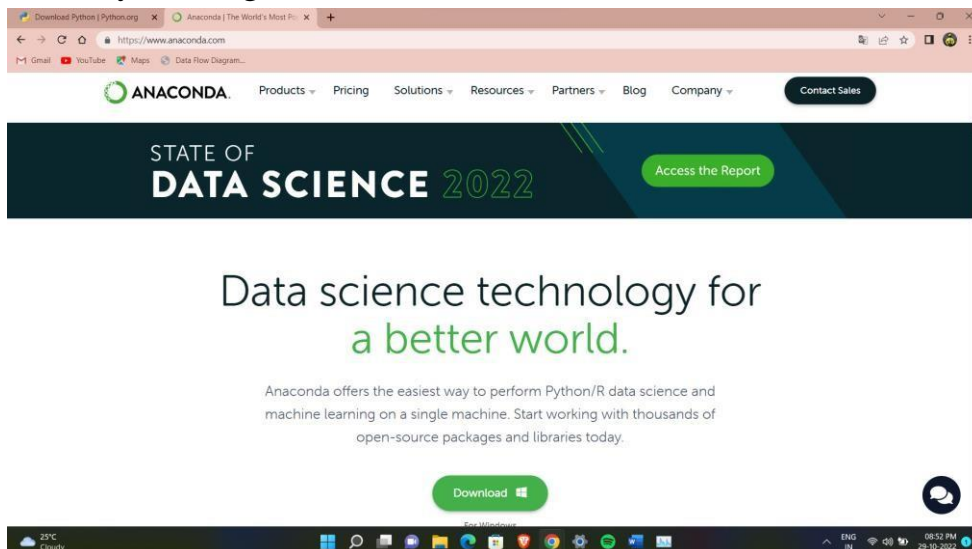 Download Python | Python.org
Anaconda | The World's Most Po
https://www.anaconda.com
Gmail
YouTube
Maps
Data Flow Diagram...
ANACONDA.
Products
Pricing
Solutions
Resources
Partners
Blog
Company
Contact Sales
STATE OF
DATA SCIENCE 2022
Access the Report
Data science technology for
a better world.
Anaconda offers the easiest way to perform Python/R data science and
machine learning on a single machine. Start working with thousands of
open-source packages and libraries today.
Download
For Windows
25°C
Cloudy
ENG
IN
08:52 PM
29-10-2022